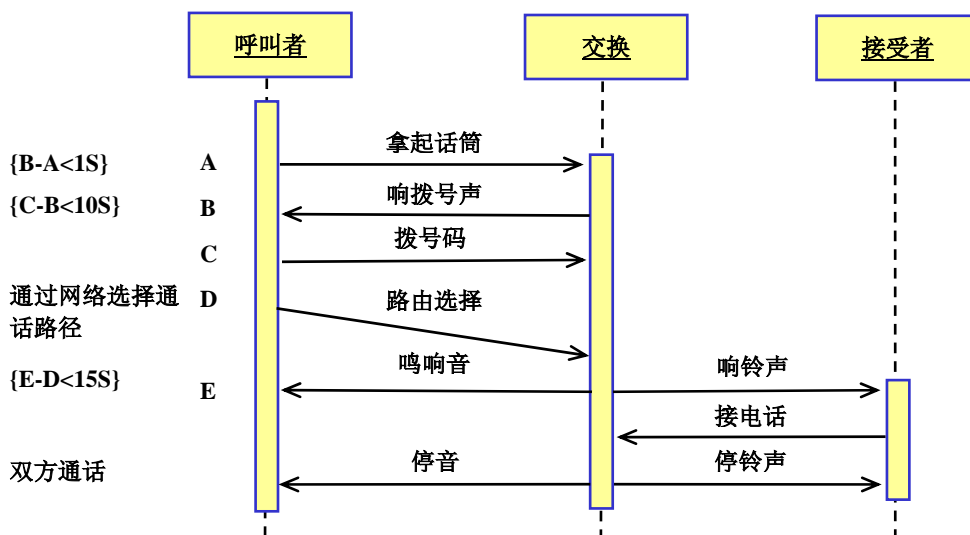 呼叫者
交换
接受者
拿起话筒
{B-A<1S}
A
响拨号声
{C-B<10S}
B
拨号码
C
通过网络选择通
话路径
D
路由选择
鸣响音
响铃声
{E-D<15S}
E
接电话
双方通话
停音
停铃声